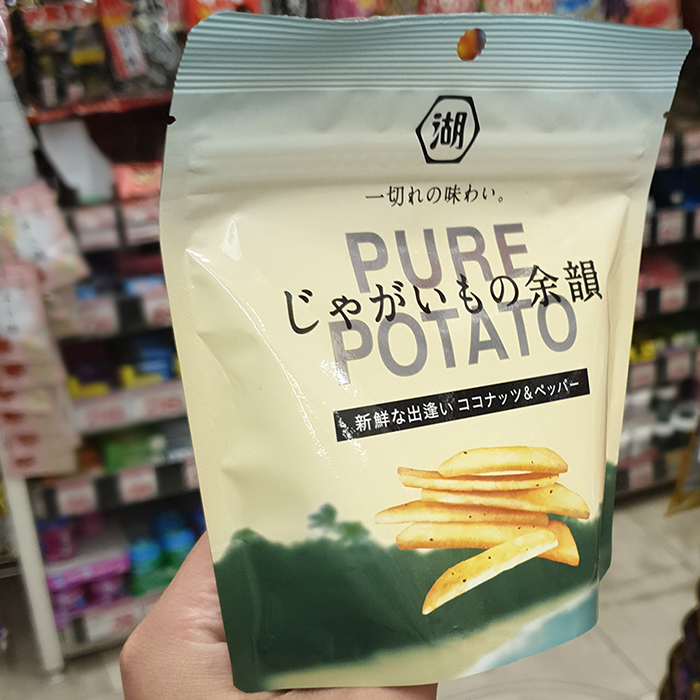 湖
一切れの味わい。
PURE
じゃがいもの余韻
POTATO
新鮮な出逢い ココナッツ&ペッパー